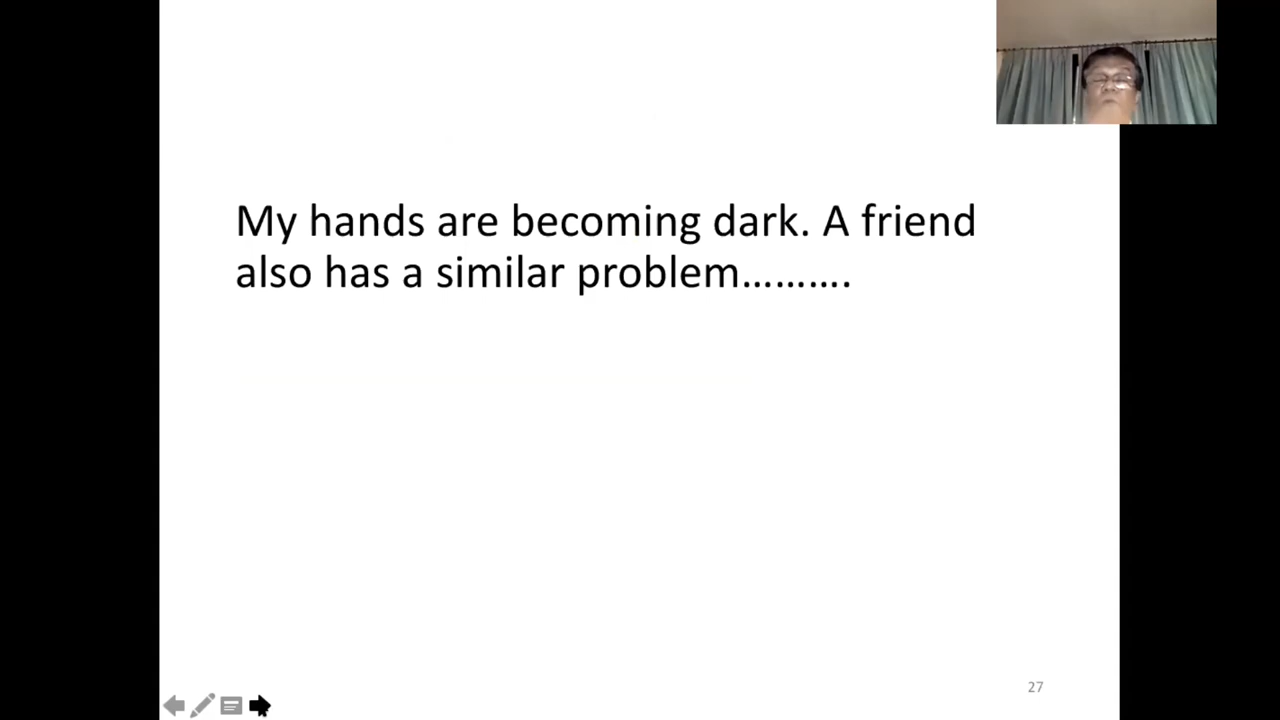 My hands are becoming dark. A friend
also has a similar problem……….
27